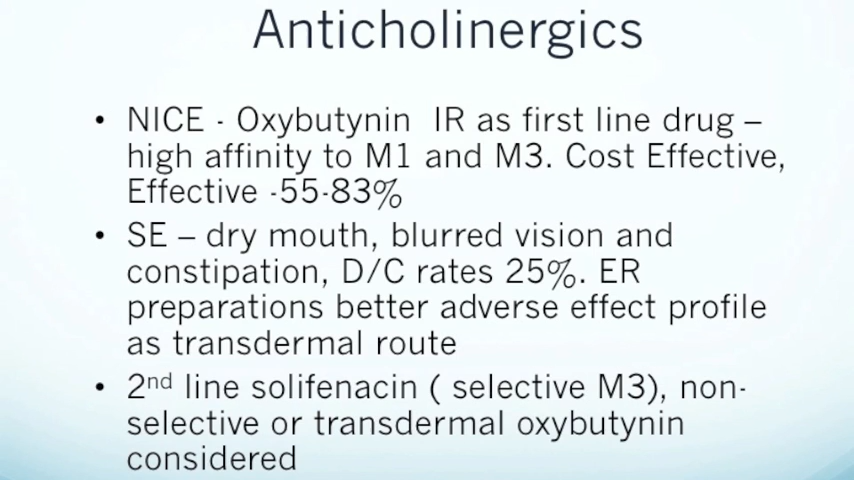 Anticholinergics
• NICE - Oxybutynin IR as first line drug –
high affinity to M1 and M3. Cost Effective,
Effective -55-83%
• SE – dry mouth, blurred vision and
constipation, D/C rates 25%. ER
preparations better adverse effect profile
as transdermal route
• 2nd line solifenacin ( selective M3), non-
selective or transdermal oxybutynin
considered